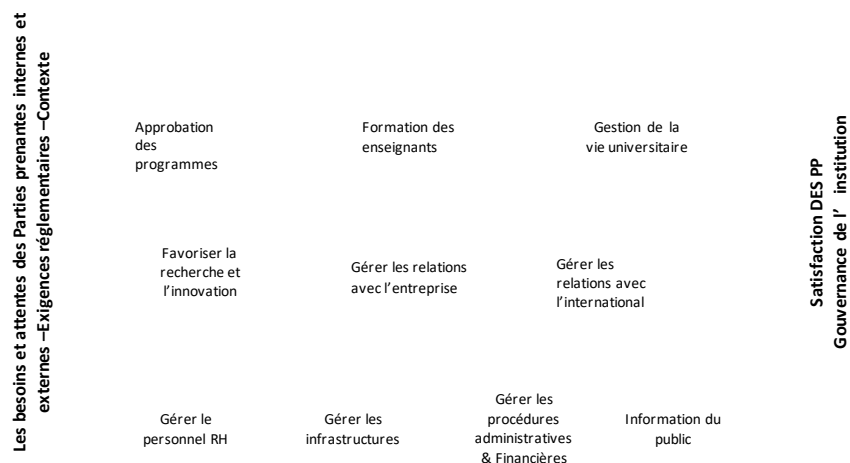 Les besoins et attentes des Parties prenantes internes et
externes –Exigences réglementaires –Contexte
Approbation
des
programmes
Formation des
enseignants
Gestion de la
vie universitaire
Favoriser la
recherche et
l'innovation
Gérer les relations
avec l'entreprise
Gérer les
relations avec
l'international
Gérer le
personnel RH
Gérer les
infrastructures
Gérer les
procédures
administratives
& Financières
Information du
public
Satisfaction DES PP
Gouvernance de l' institution